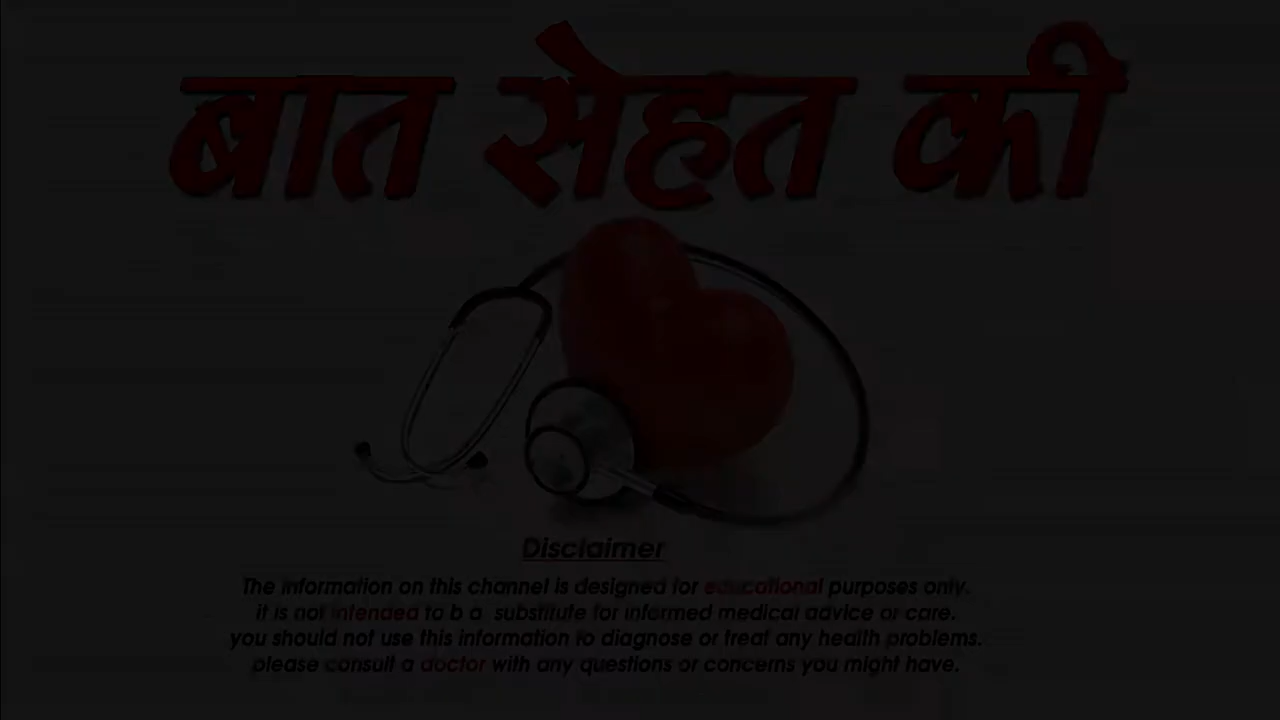 बात सेहत की
Disclaimer
The information on this channel is designed for educational purposes only.
it is not intended to b a substitute for informed medical advice or care.
you should not use this information to diagnose or treat any health problems.
please consult a doctor with any questions or concerns you might have.